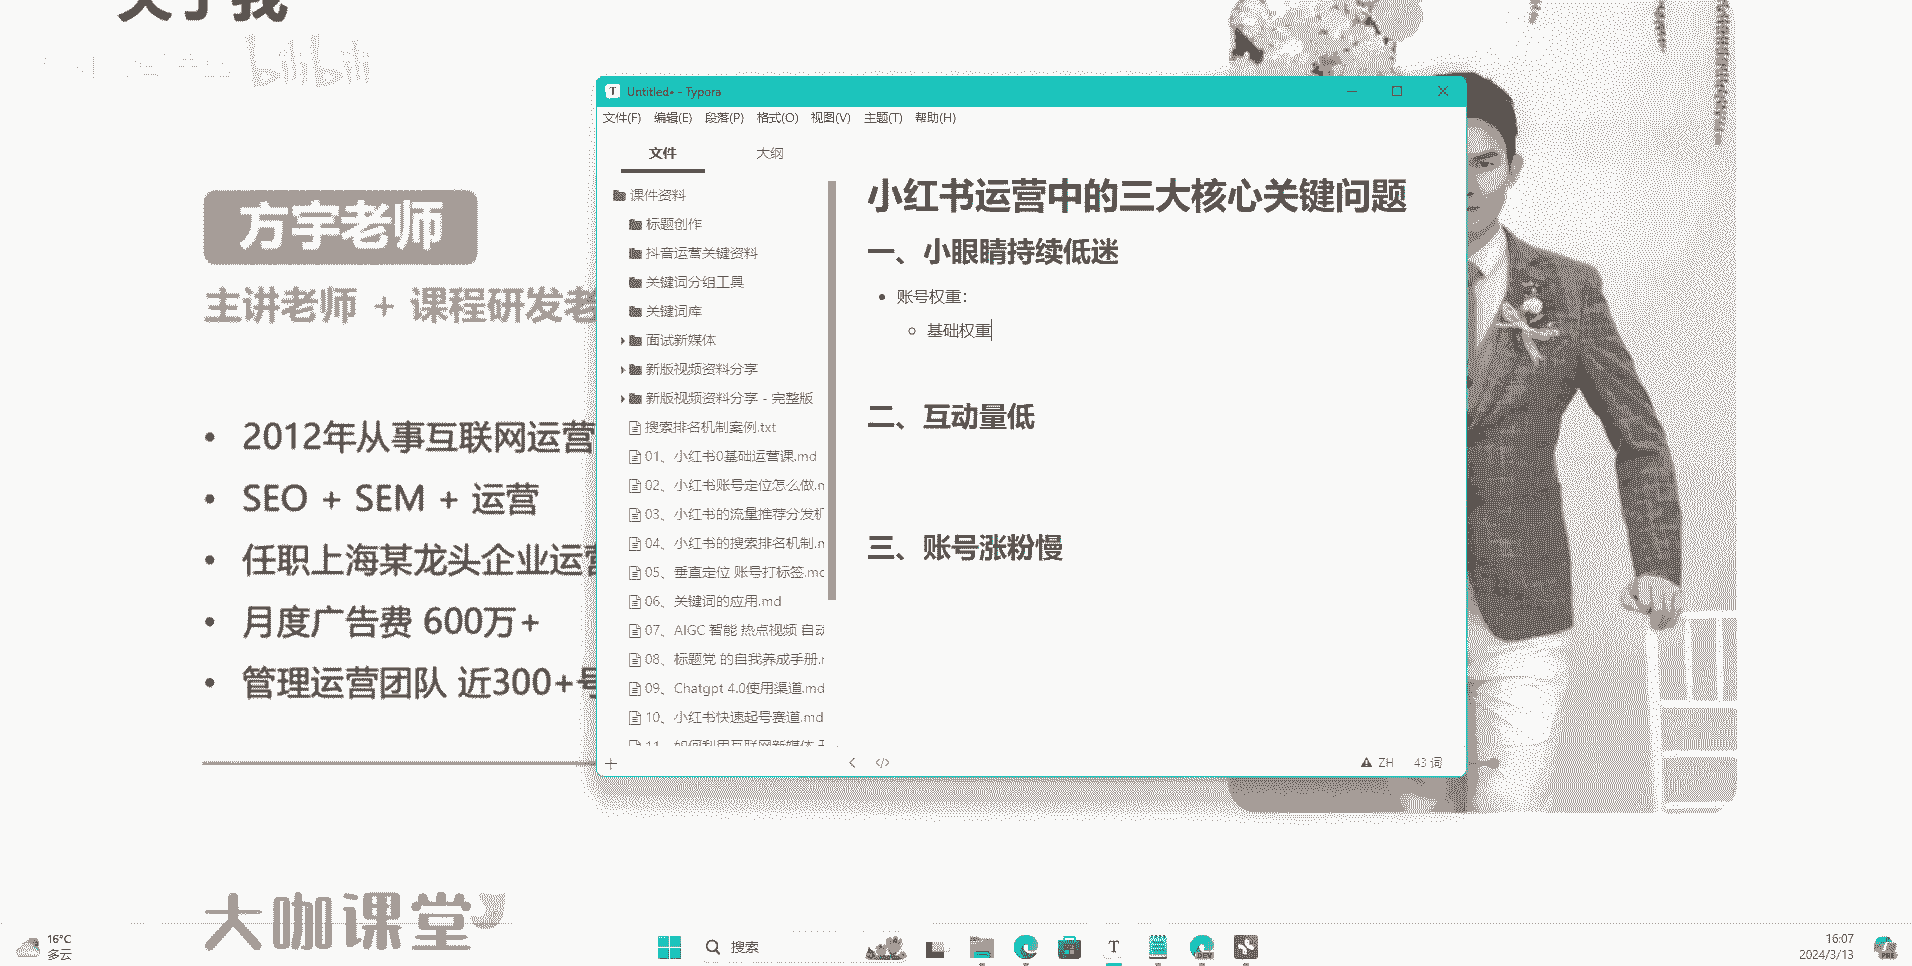 关于我
bilibili
方宇老师
主讲老师 + 课程研发老
2012年从事互联网运营
SEO + SEM + 运营
任职上海某龙头企业运营
月度广告费 600万+
管理运营团队 近300+号
大咖课堂
Untitled• - Typora
文件(F) 编辑(E) 段落(P) 格式(O) 视图(V) 主题(T) 帮助(H)
文件 大纲
课件资料
标题创作
抖音运营关键资料
关键词分组工具
关键词库
面试新媒体
新版视频资料分享
新版视频资料分享 - 完整版
搜索排名机制案例.txt
01、小红书0基础运营课.md
02、小红书账号定位怎么做.m
03、小红书的流量推荐分发机
04、小红书的搜索排名机制.m
05、垂直定位 账号打标签.mc
06、关键词的应用.md
07、AIGC 智能 热点视频 自动
08、标题党 的自我养成手册.r
09、Chatgpt 4.0使用渠道.md
10、小红书快速起号赛道.md
11、如何利用互联网新媒体
小红书运营中的三大核心关键问题
一、小眼睛持续低迷
账号权重：
基础权重
二、互动量低
三、账号涨粉慢
ZH 43 词
16°C
多云
搜索
16:07
2024/3/13